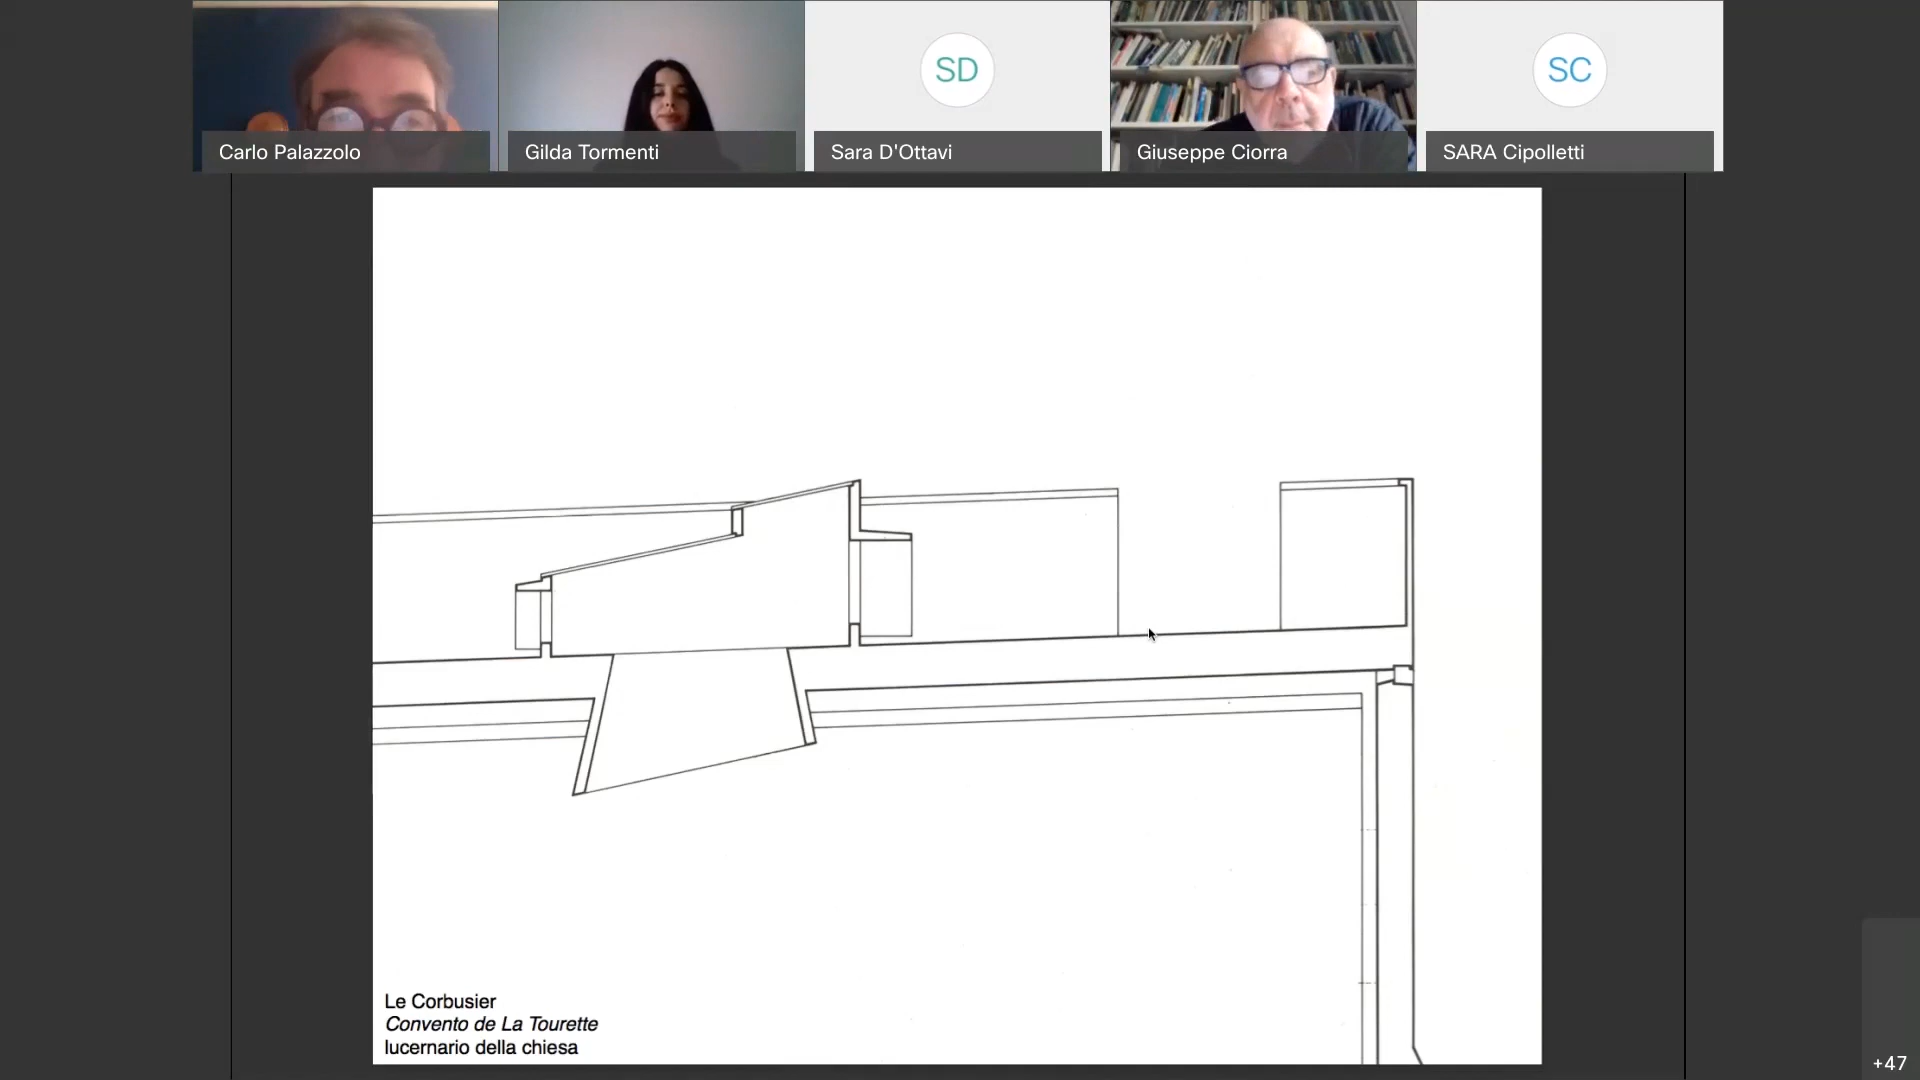 Carlo Palazzolo
Gilda Tormenti
SD
Sara D'Ottavi
Giuseppe Ciorra
SC
SARA Cipolletti
Le Corbusier
Convento de La Tourette
lucernario della chiesa
+47